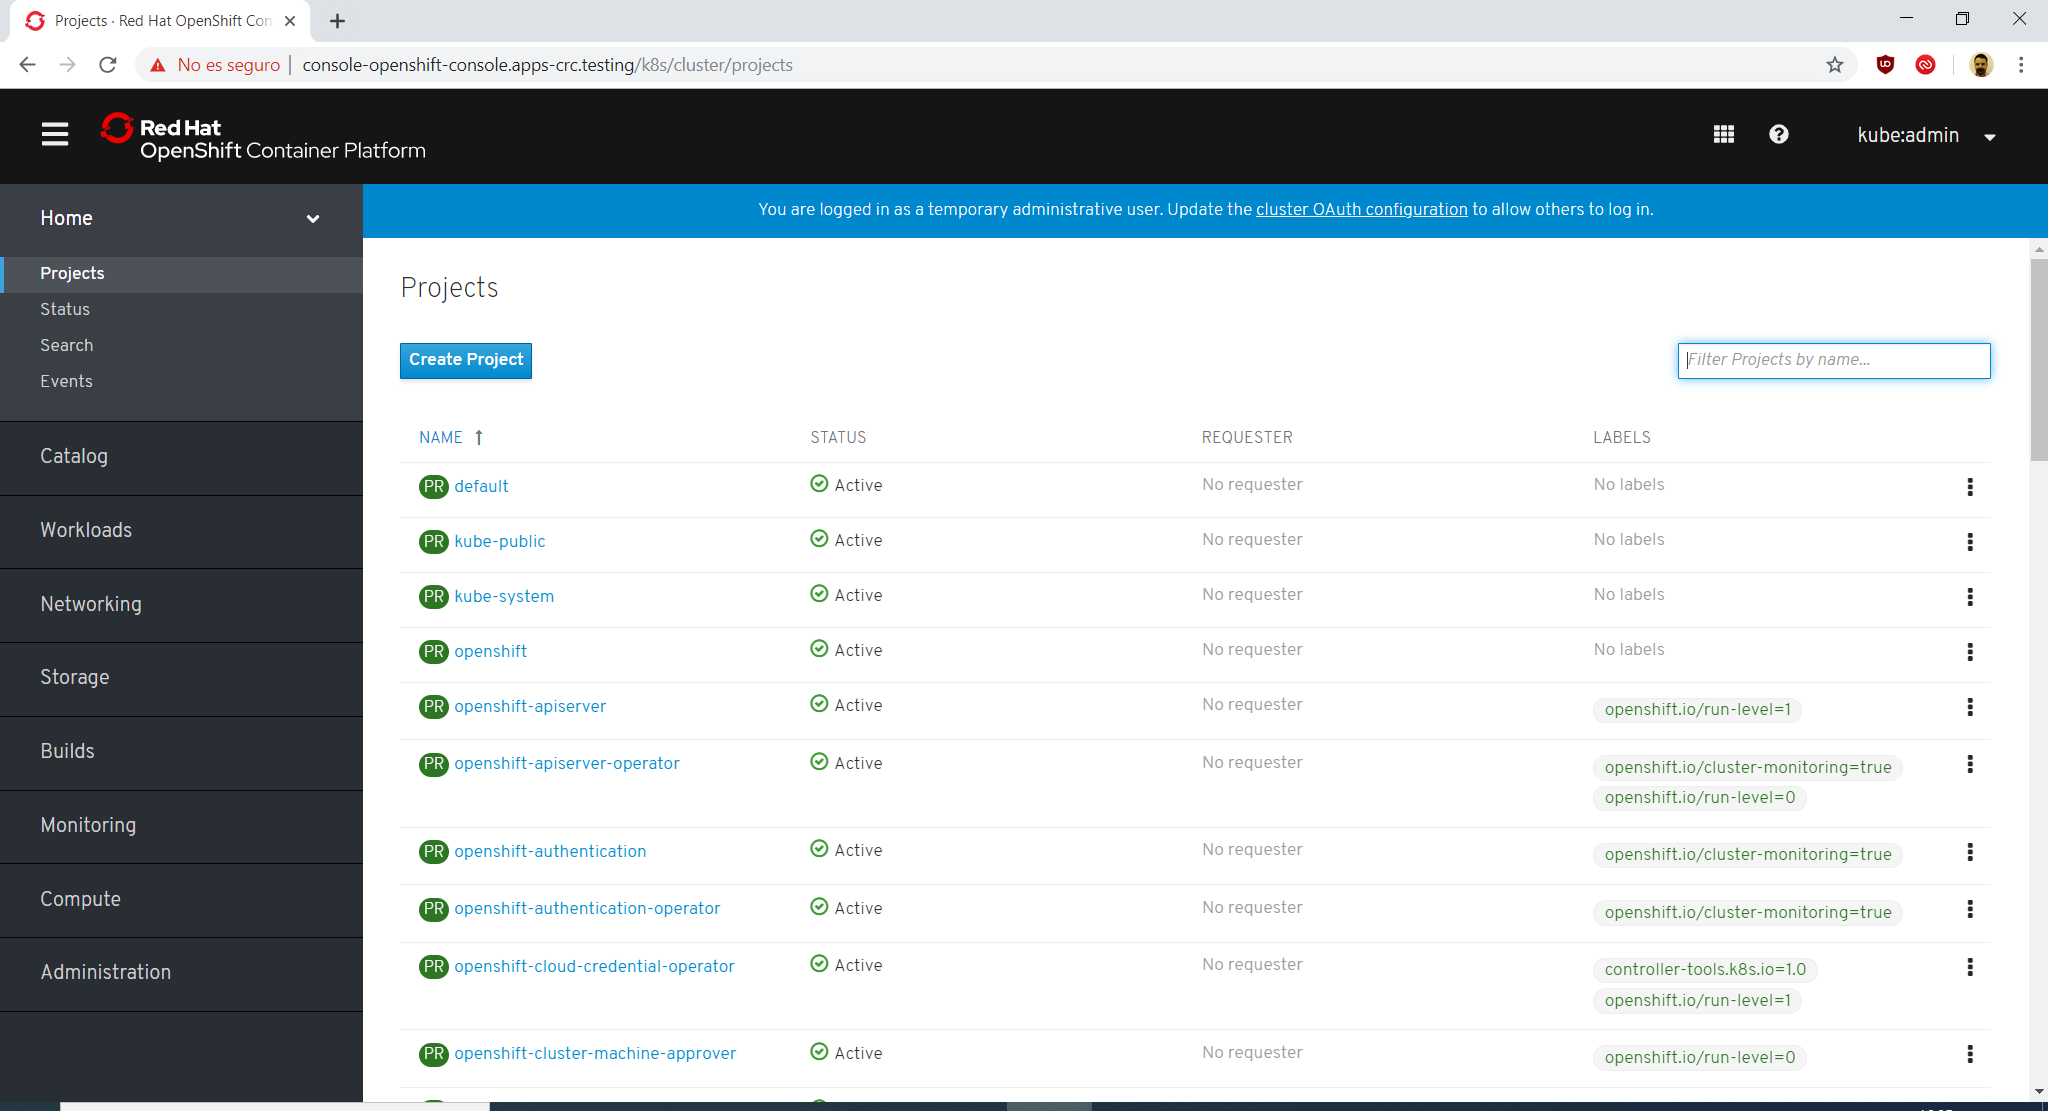 Projects · Red Hat OpenShift Con
No es seguro | console-openshift-console.apps-crc.testing/k8s/cluster/projects
Red Hat
OpenShift Container Platform
kube:admin
Home
Projects
Status
Search
Events
Catalog
Workloads
Networking
Storage
Builds
Monitoring
Compute
Administration
You are logged in as a temporary administrative user. Update the cluster OAuth configuration to allow others to log in.
Projects
Create Project
Filter Projects by name...
NAME STATUS REQUESTER LABELS
PR default Active No requester No labels
PR kube-public Active No requester No labels
PR kube-system Active No requester No labels
PR openshift Active No requester No labels
PR openshift-apiserver Active No requester openshift.io/run-level=1
PR openshift-apiserver-operator Active No requester openshift.io/cluster-monitoring=true
openshift.io/run-level=0
PR openshift-authentication Active No requester openshift.io/cluster-monitoring=true
PR openshift-authentication-operator Active No requester openshift.io/cluster-monitoring=true
PR openshift-cloud-credential-operator Active No requester controller-tools.k8s.io=1.0
openshift.io/run-level=1
PR openshift-cluster-machine-approver Active No requester openshift.io/run-level=0